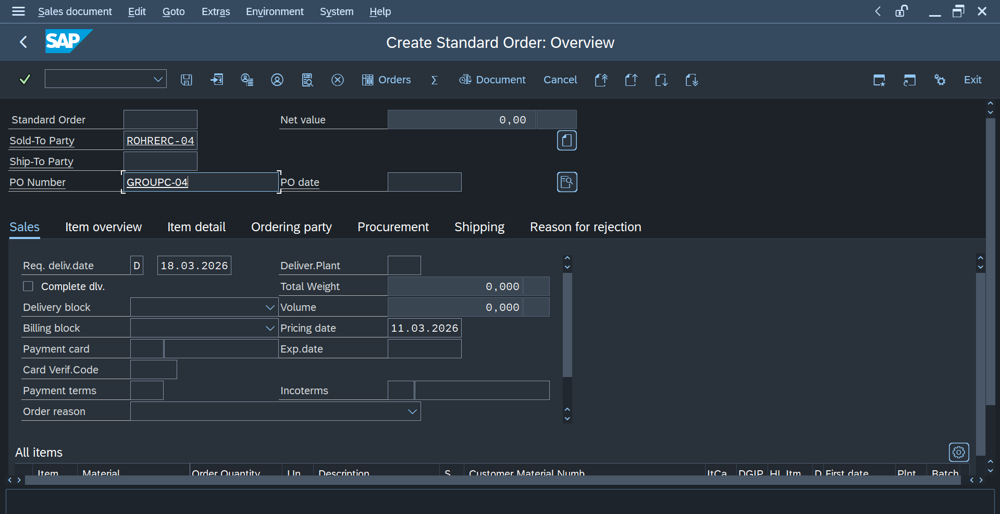 Sales document Edit Goto Extras Environment System Help
SAP Create Standard Order: Overview
Orders Σ Document Cancel Exit
Standard Order Net value 0,00
Sold-To Party ROHRERC-04
Ship-To Party
PO Number GROUPC-04 PO date
Sales Item overview Item detail Ordering party Procurement Shipping Reason for rejection
Req. deliv.date D 18.03.2026 Deliver.Plant
Complete dlv. Total Weight 0,000
Delivery block Volume 0,000
Billing block Pricing date 11.03.2026
Payment card Exp.date
Card Verif.Code
Payment terms Incoterms
Order reason
All items
Item Material Order Quantity Un Description S Customer Material Numb ItCa DGIP HL Itm D First date Plnt Batch